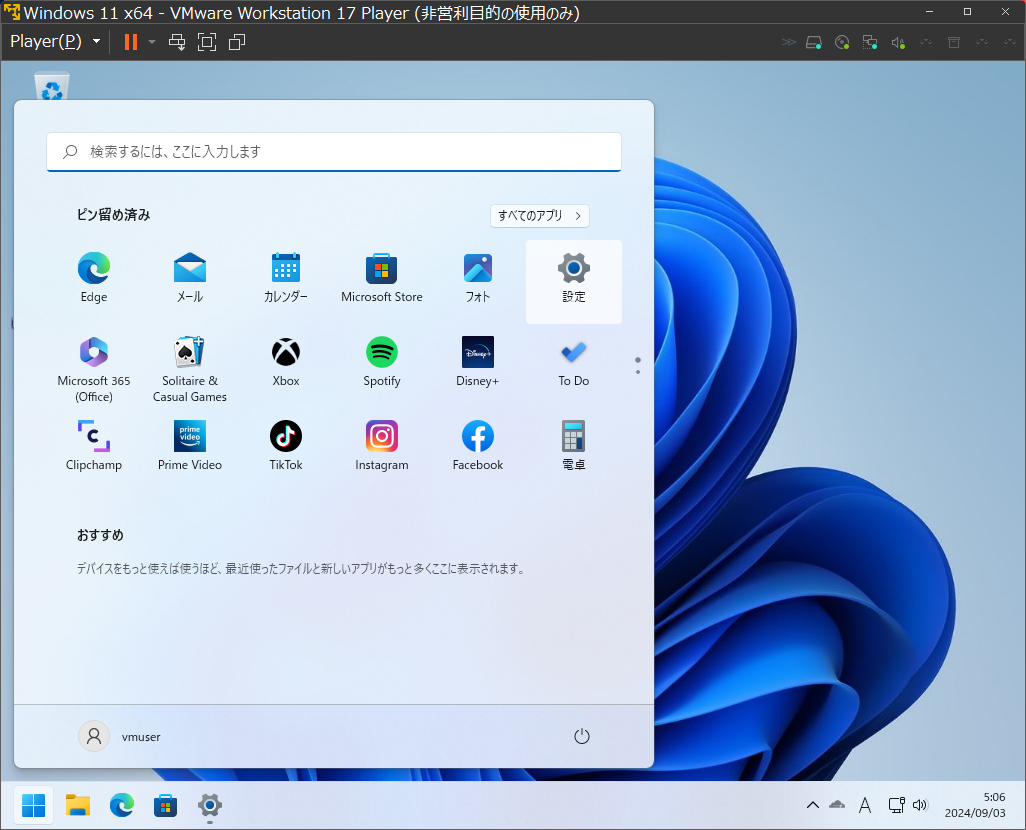 Windows 11 x64 - VMware Workstation 17 Player (非営利目的の使用のみ)
Player(P)
検索するには、ここに入力します
ピン留め済み
すべてのアプリ
Edge
メール
カレンダー
Microsoft Store
フォト
設定
Microsoft 365
(Office)
Solitaire &
Casual Games
Xbox
Spotify
Disney+
Disney+
To Do
Clipchamp
prime
video
Prime Video
TikTok
Instagram
Facebook
電卓
おすすめ
デバイスをもっと使えば使うほど、最近使ったファイルと新しいアプリがもっと多くここに表示されます。
vmuser
A
5:06
2024/09/03